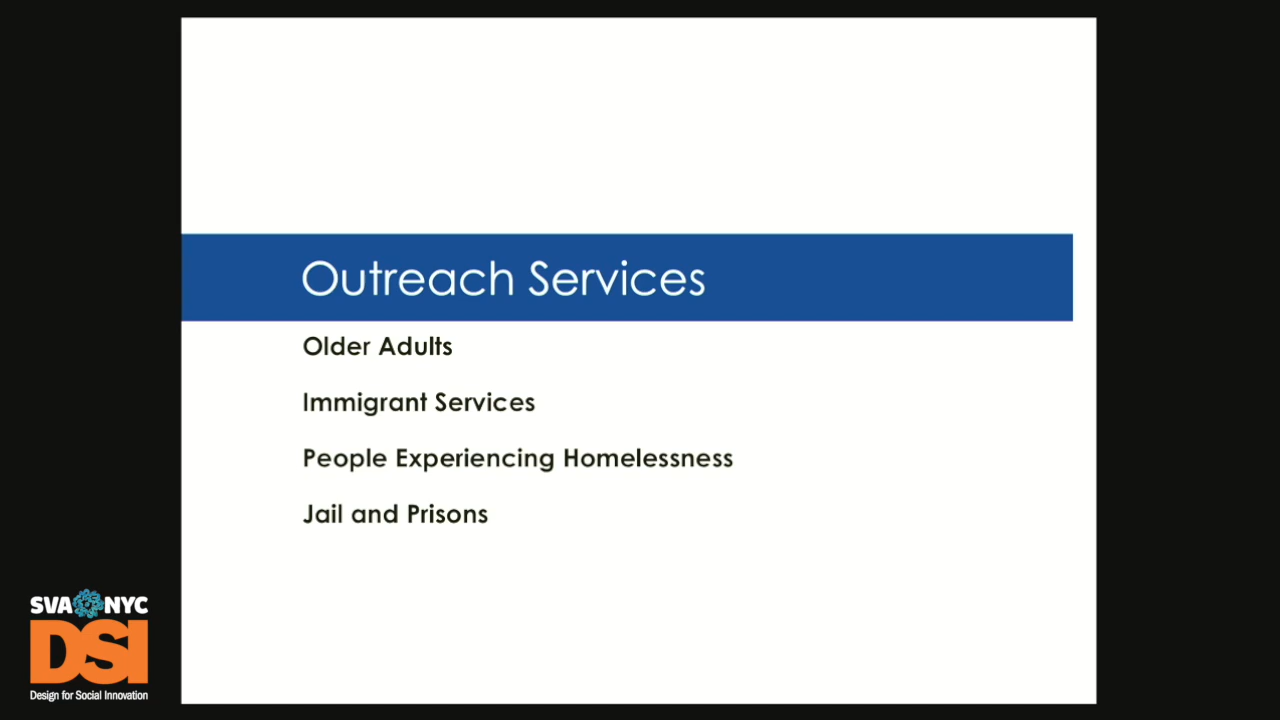 Outreach Services
Older Adults
Immigrant Services
People Experiencing Homelessness
Jail and Prisons
SVA NYC
DSI
Design for Social Innovation